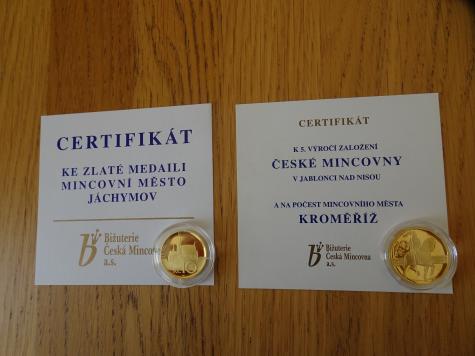 CERTIFIKÁT
KE ZLATÉ MEDAILI
MINCOVNÍ MĚSTO
JÁCHYMOV
Bižuterie
Česká Mincovna
a.s.
CERTIFIKÁT
K 5. VÝROČÍ ZALOŽENÍ
ČESKÉ MINCOVNY
V JABLONCI NAD NISOU
A NA POČEST MINCOVNÍHO MĚSTA
KROMĚŘÍŽ
Bižuterie
Česká Mincovna
a.s.